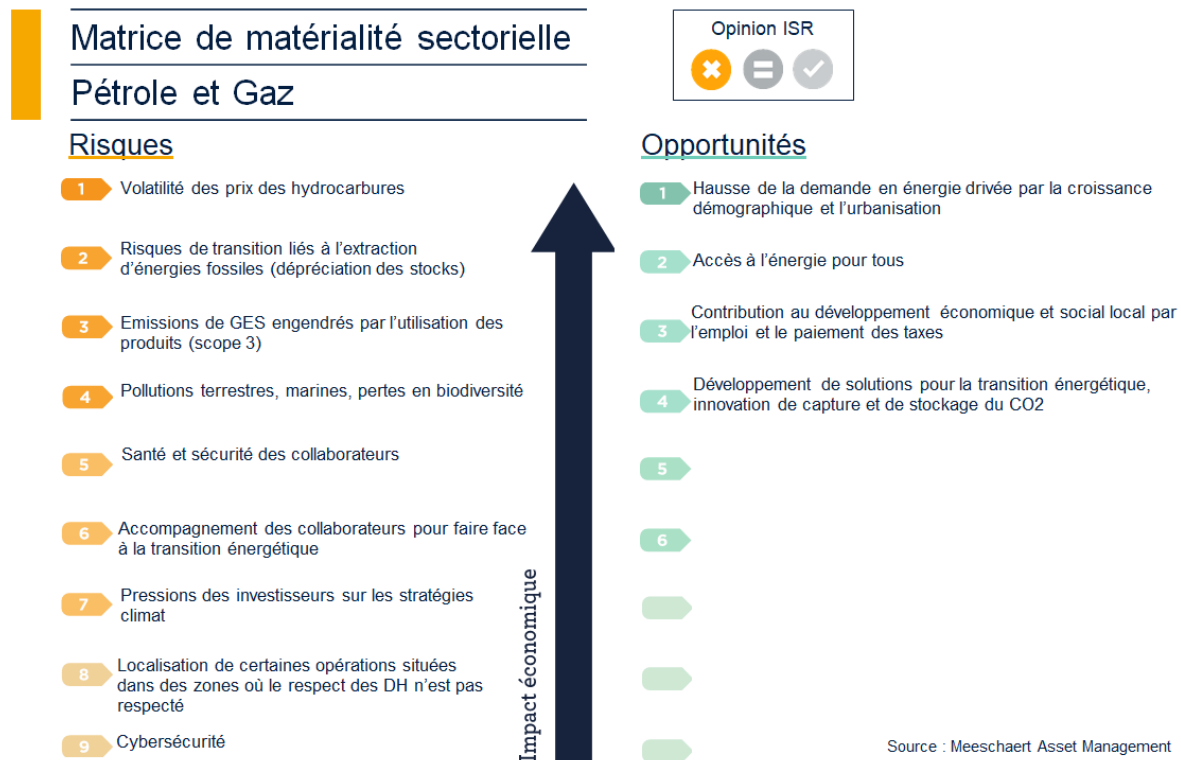 Matrice de matérialité sectorielle
Pétrole et Gaz
Opinion ISR
Risques
1 Volatilité des prix des hydrocarbures
2 Risques de transition liés à l'extraction
d'énergies fossiles (dépréciation des stocks)
3 Emissions de GES engendrés par l'utilisation des
produits (scope 3)
4 Pollutions terrestres, marines, pertes en biodiversité
5 Santé et sécurité des collaborateurs
6 Accompagnement des collaborateurs pour faire face
à la transition énergétique
7 Pressions des investisseurs sur les stratégies
climat
8 Localisation de certaines opérations situées
dans des zones où le respect des DH n'est pas
respecté
9 Cybersécurité
Impact économique
Opportunités
1 Hausse de la demande en énergie drivée par la croissance
démographique et l'urbanisation
2 Accès à l'énergie pour tous
3 Contribution au développement économique et social local par
l'emploi et le paiement des taxes
4 Développement de solutions pour la transition énergétique,
innovation de capture et de stockage du CO2
5
6
Source : Meeschaert Asset Management